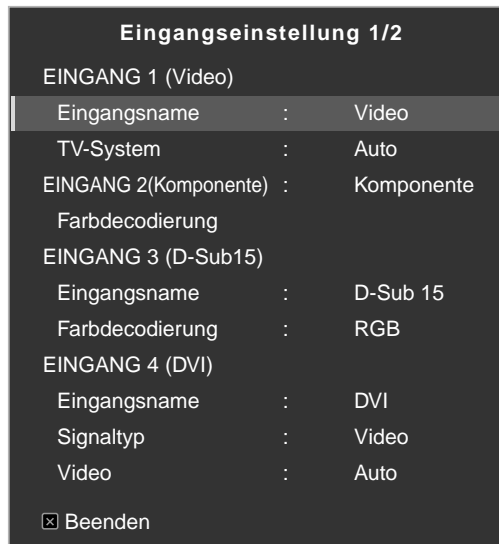 Eingangseinstellung 1/2
EINGANG 1 (Video)
Eingangsname : Video
TV-System : Auto
EINGANG 2(Komponente) : Komponente
Farbdecodierung
EINGANG 3 (D-Sub15)
Eingangsname : D-Sub 15
Farbdecodierung : RGB
EINGANG 4 (DVI)
Eingangsname : DVI
Signaltyp : Video
Video : Auto
Beenden